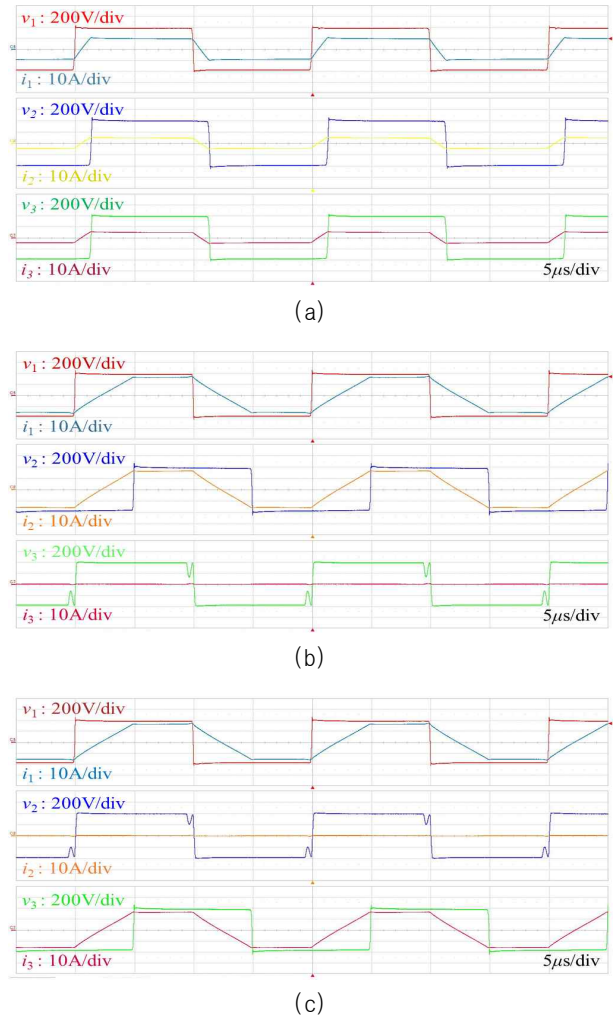 v₁ : 200V/div
i₁ : 10A/div
v₂ : 200V/div
i₂ : 10A/div
v₃ : 200V/div
i₃ : 10A/div
5μs/div
(a)
v₁ : 200V/div
i₁ : 10A/div
v₂ : 200V/div
i₂ : 10A/div
v₃ : 200V/div
i₃ : 10A/div
5μs/div
(b)
v₁ : 200V/div
i₁ : 10A/div
v₂ : 200V/div
i₂ : 10A/div
v₃ : 200V/div
i₃ : 10A/div
5μs/div
(c)